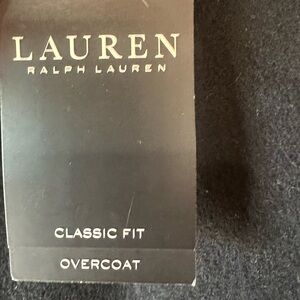 LAUREN
RALPH LAUREN
CLASSIC FIT
OVERCOAT